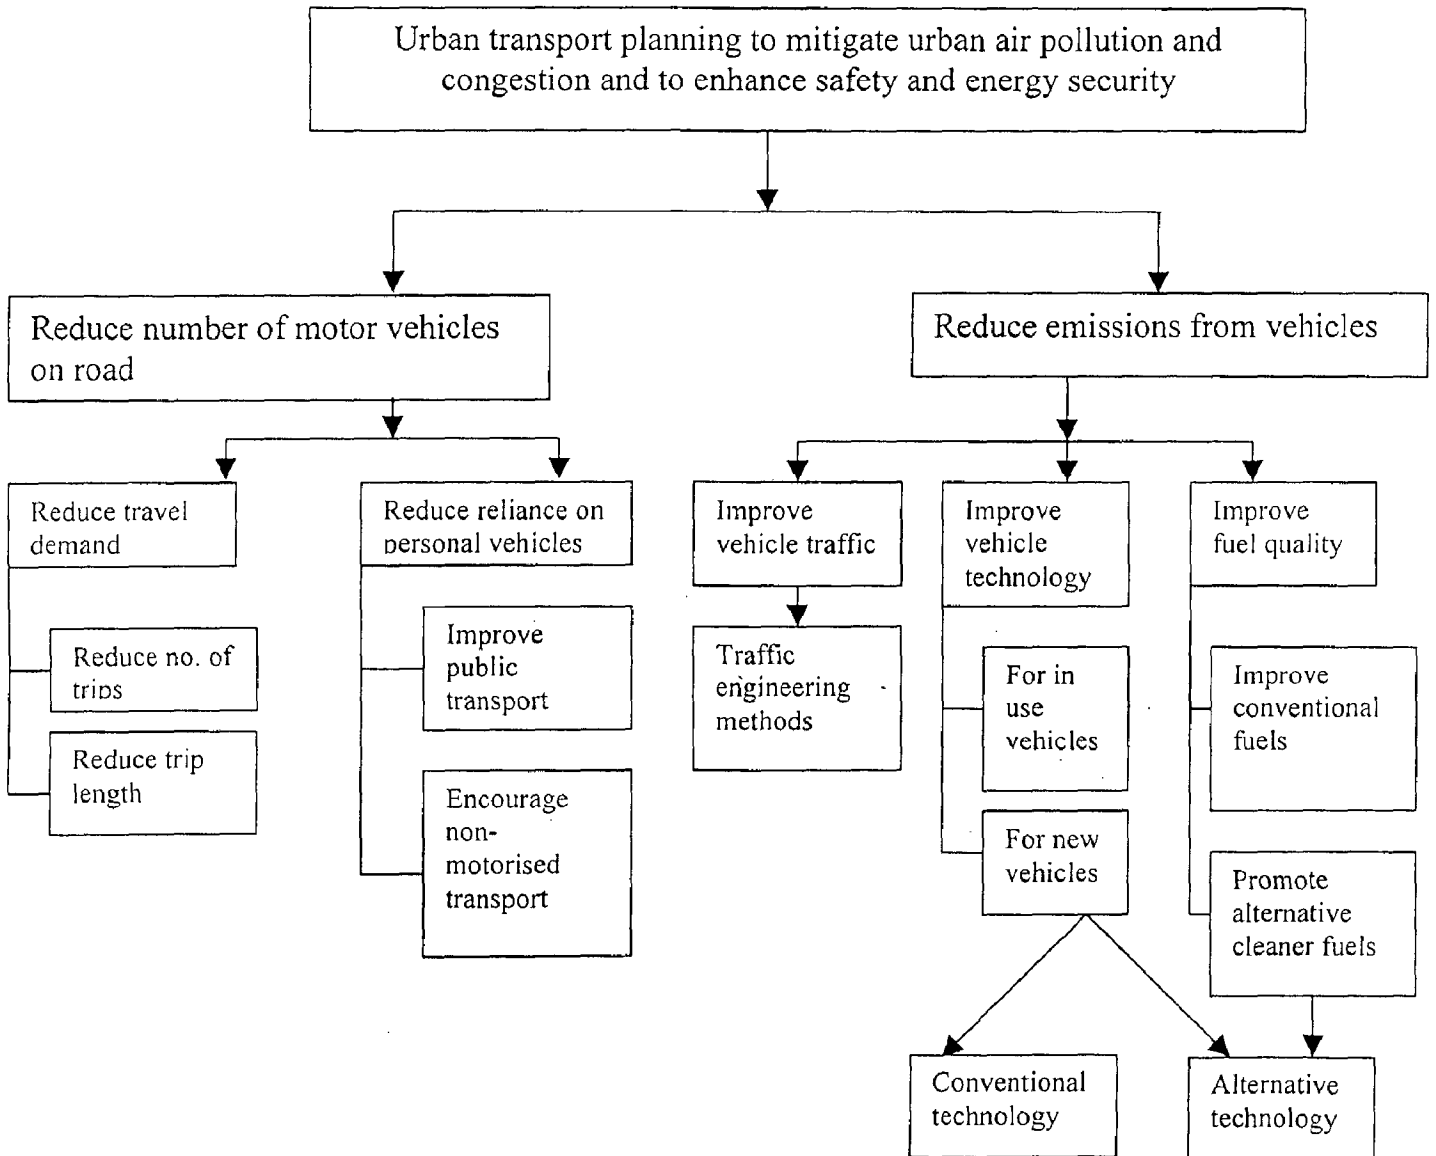 Urban transport planning to mitigate urban air pollution and
congestion and to enhance safety and energy security
Reduce number of motor vehicles
on road
Reduce emissions from vehicles
Reduce travel
demand
Reduce reliance on
personal vehicles
Improve
vehicle traffic
Improve
vehicle
technology
Improve
fuel quality
Reduce no. of
trips
Reduce trip
length
Improve
public
transport
Encourage
non-
motorised
transport
Traffic
engineering
methods
For in
use
vehicles
For new
vehicles
Improve
conventional
fuels
Promote
alternative
cleaner fuels
Conventional
technology
Alternative
technology